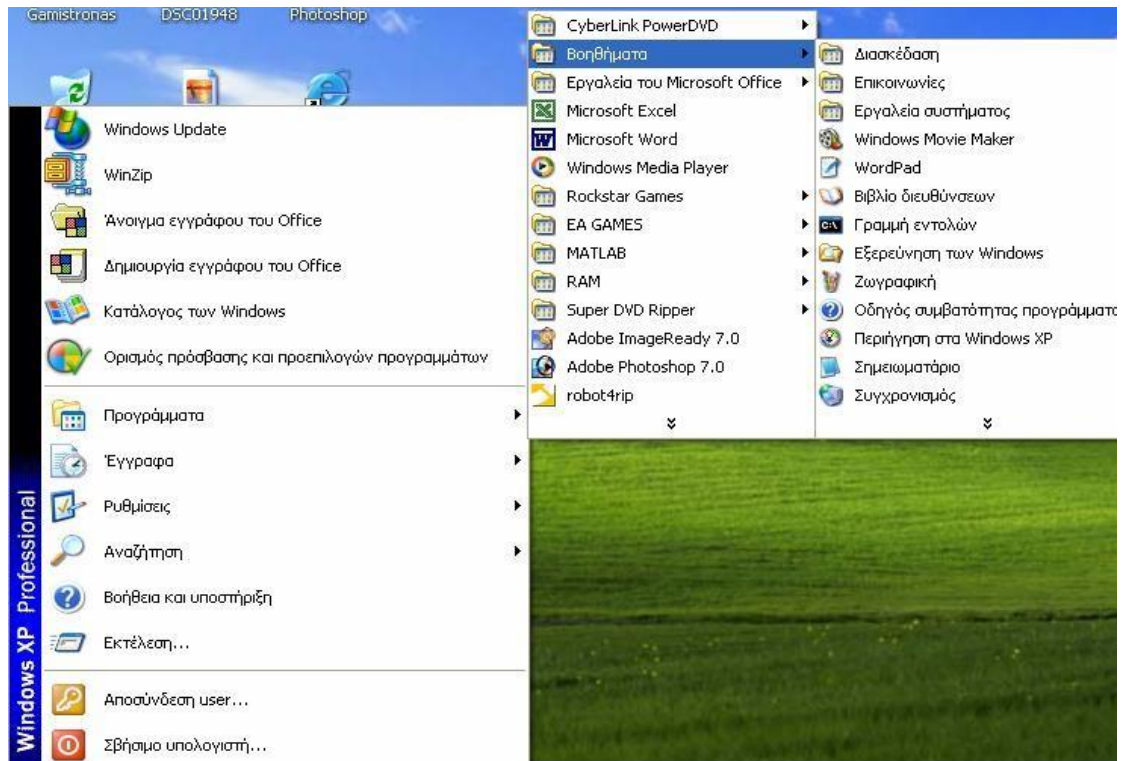 Gamistronas
DSC01948
Photoshop
Windows Update
WinZip
Άνοιγμα εγγράφου του Office
Δημιουργία εγγράφου του Office
Κατάλογος των Windows
Ορισμός πρόσβασης και προεπιλογών προγραμμάτων
Προγράμματα
Έγγραφα
Ρυθμίσεις
Αναζήτηση
Βοήθεια και υποστήριξη
Εκτέλεση...
Αποσύνδεση user...
Σβήσιμο υπολογιστή...
Windows XP Professional
CyberLink PowerDVD
Βοηθήματα
Εργαλεία του Microsoft Office
Microsoft Excel
Microsoft Word
Windows Media Player
Rockstar Games
EA GAMES
MATLAB
RAM
Super DVD Ripper
Adobe ImageReady 7.0
Adobe Photoshop 7.0
robot4rip
Διασκέδαση
Επικοινωνίες
Εργαλεία συστήματος
Windows Movie Maker
WordPad
Βιβλίο διευθύνσεων
Γραμμή εντολών
Εξερεύνηση των Windows
Ζωγραφική
Οδηγός συμβατότητας προγράμματο
Περιήγηση στα Windows XP
Σημειωματάριο
Συγχρονισμός